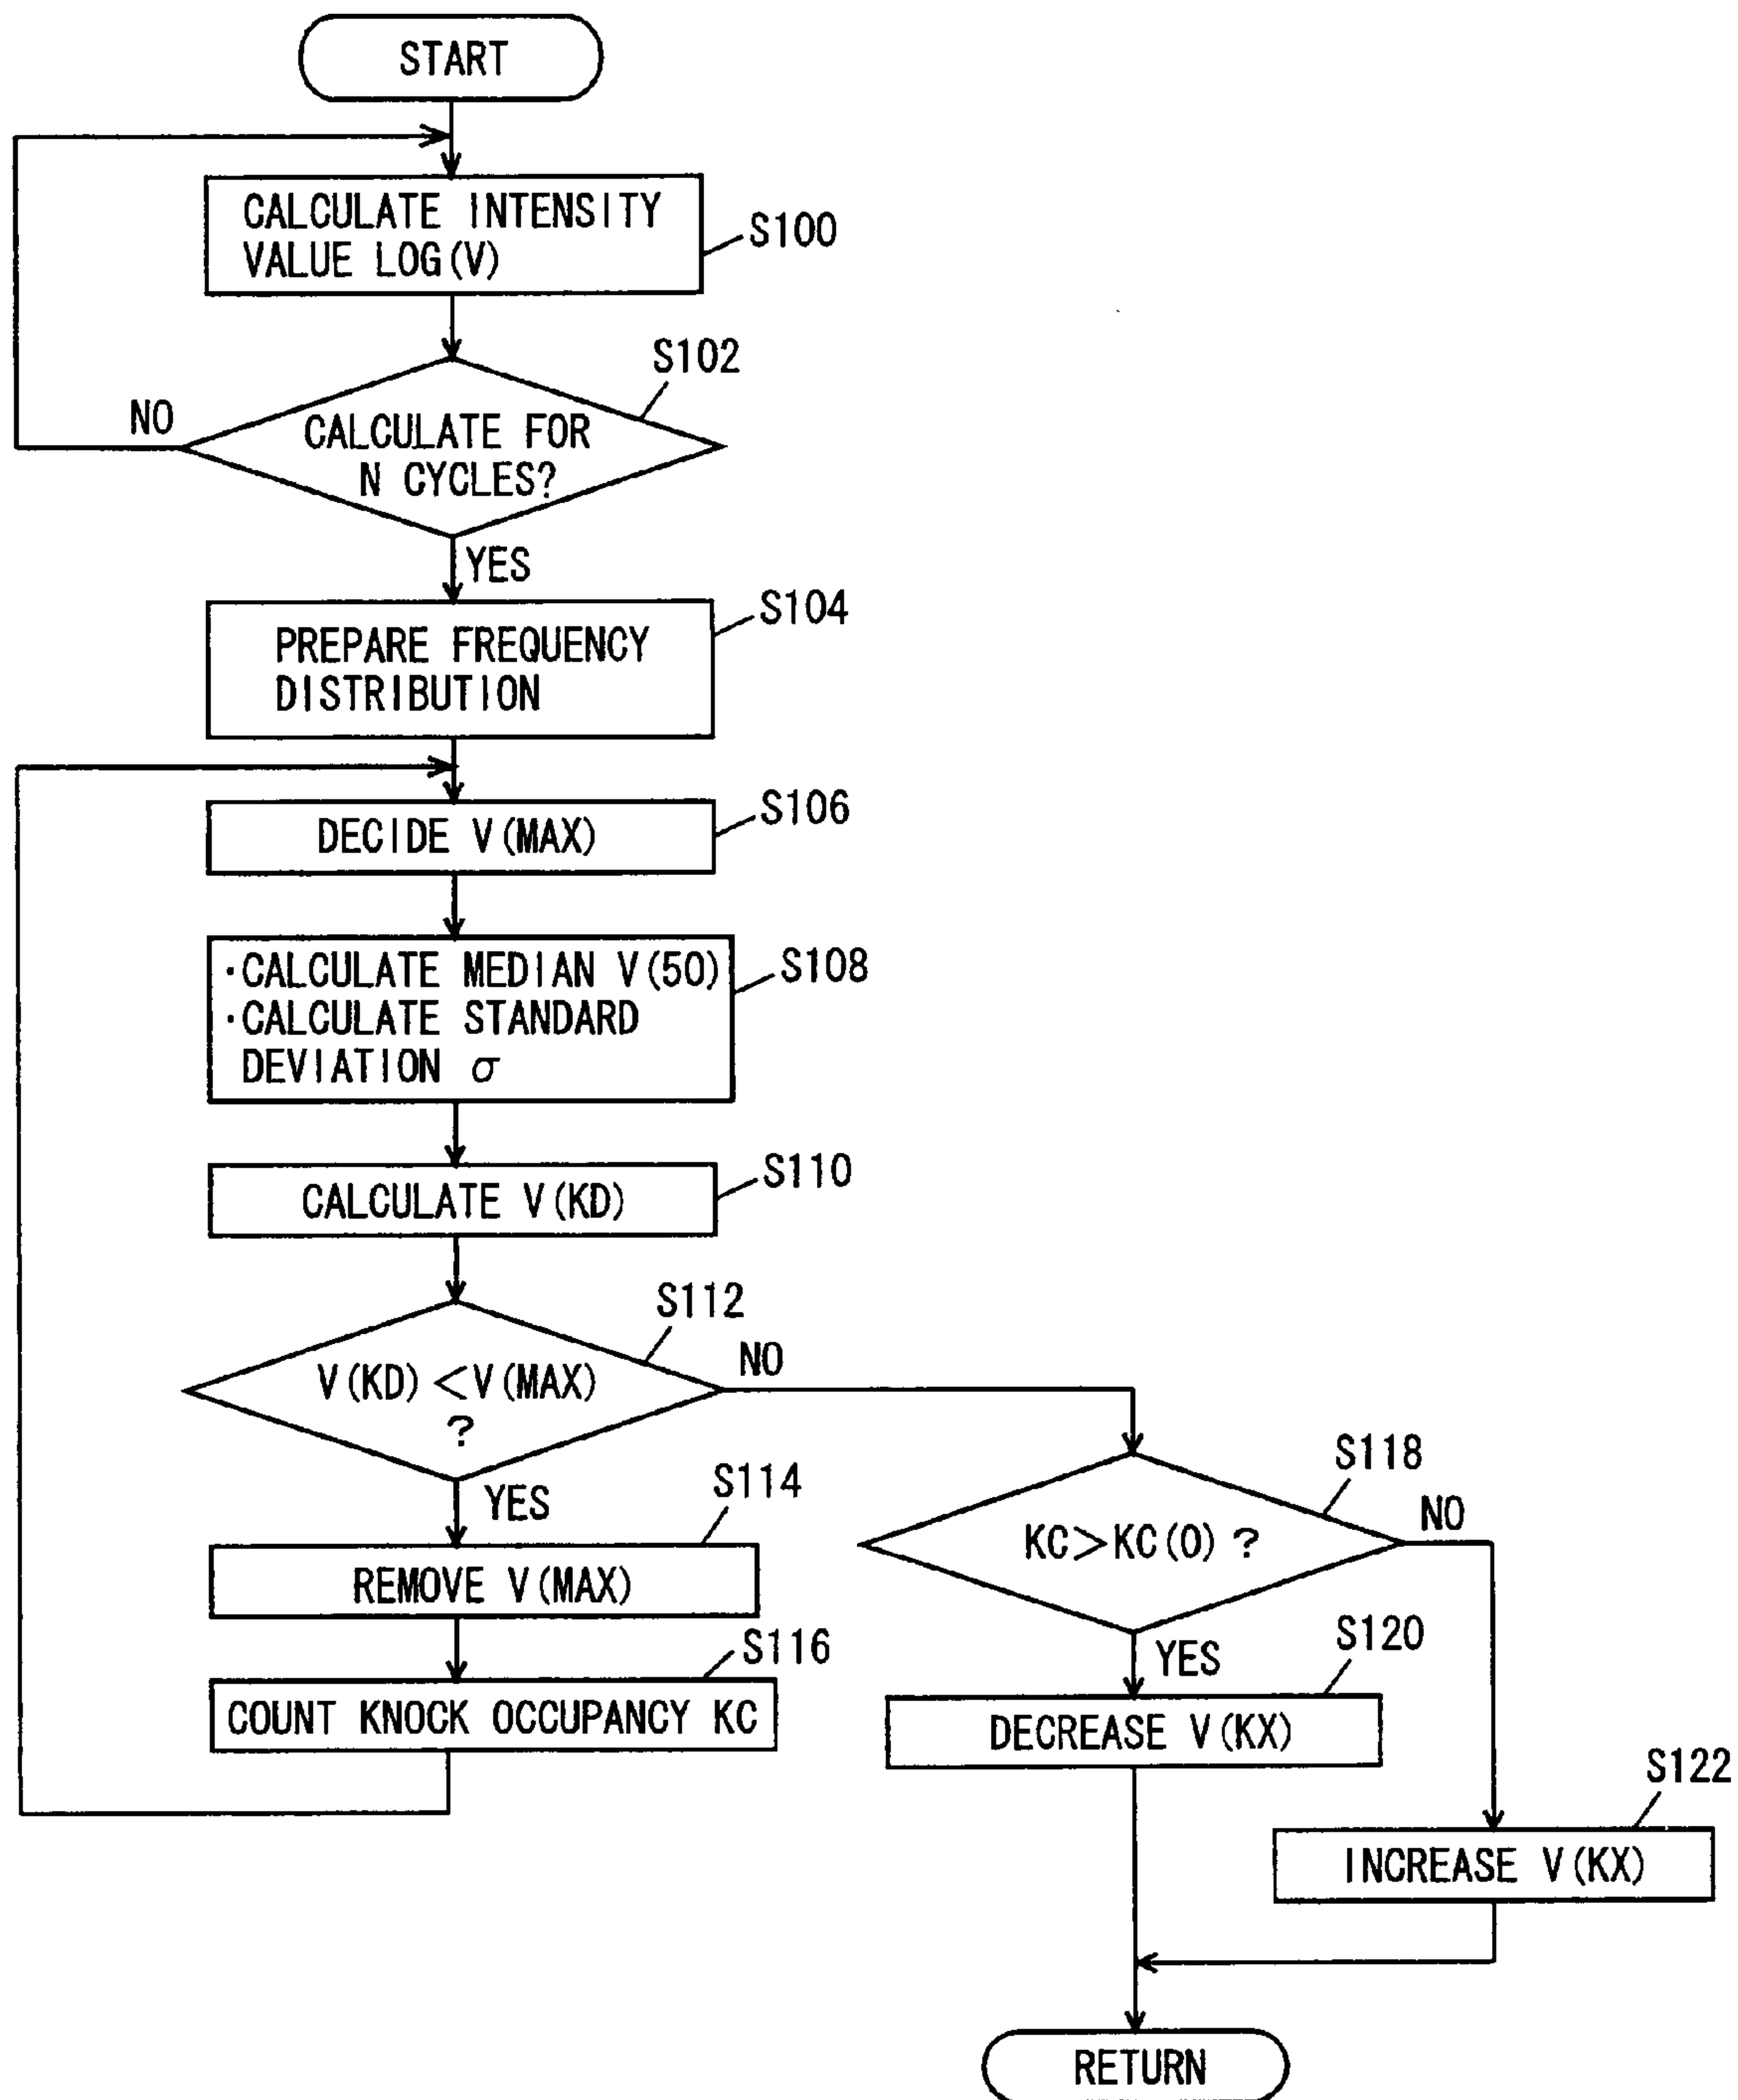 START
CALCULATE INTENSITY
VALUE LOG(V)
S100
S102
NO
CALCULATE FOR
N CYCLES?
YES
S104
PREPARE FREQUENCY
DISTRIBUTION
S106
DECIDE V(MAX)
S108
·CALCULATE MEDIAN V(50)
·CALCULATE STANDARD
DEVIATION σ
S110
CALCULATE V(KD)
S112
NO
V(KD)<V(MAX)
?
YES
S114
REMOVE V(MAX)
S116
COUNT KNOCK OCCUPANCY KC
S118
KC>KC(0) ?
NO
YES
S120
DECREASE V(KX)
S122
INCREASE V(KX)
RETURN